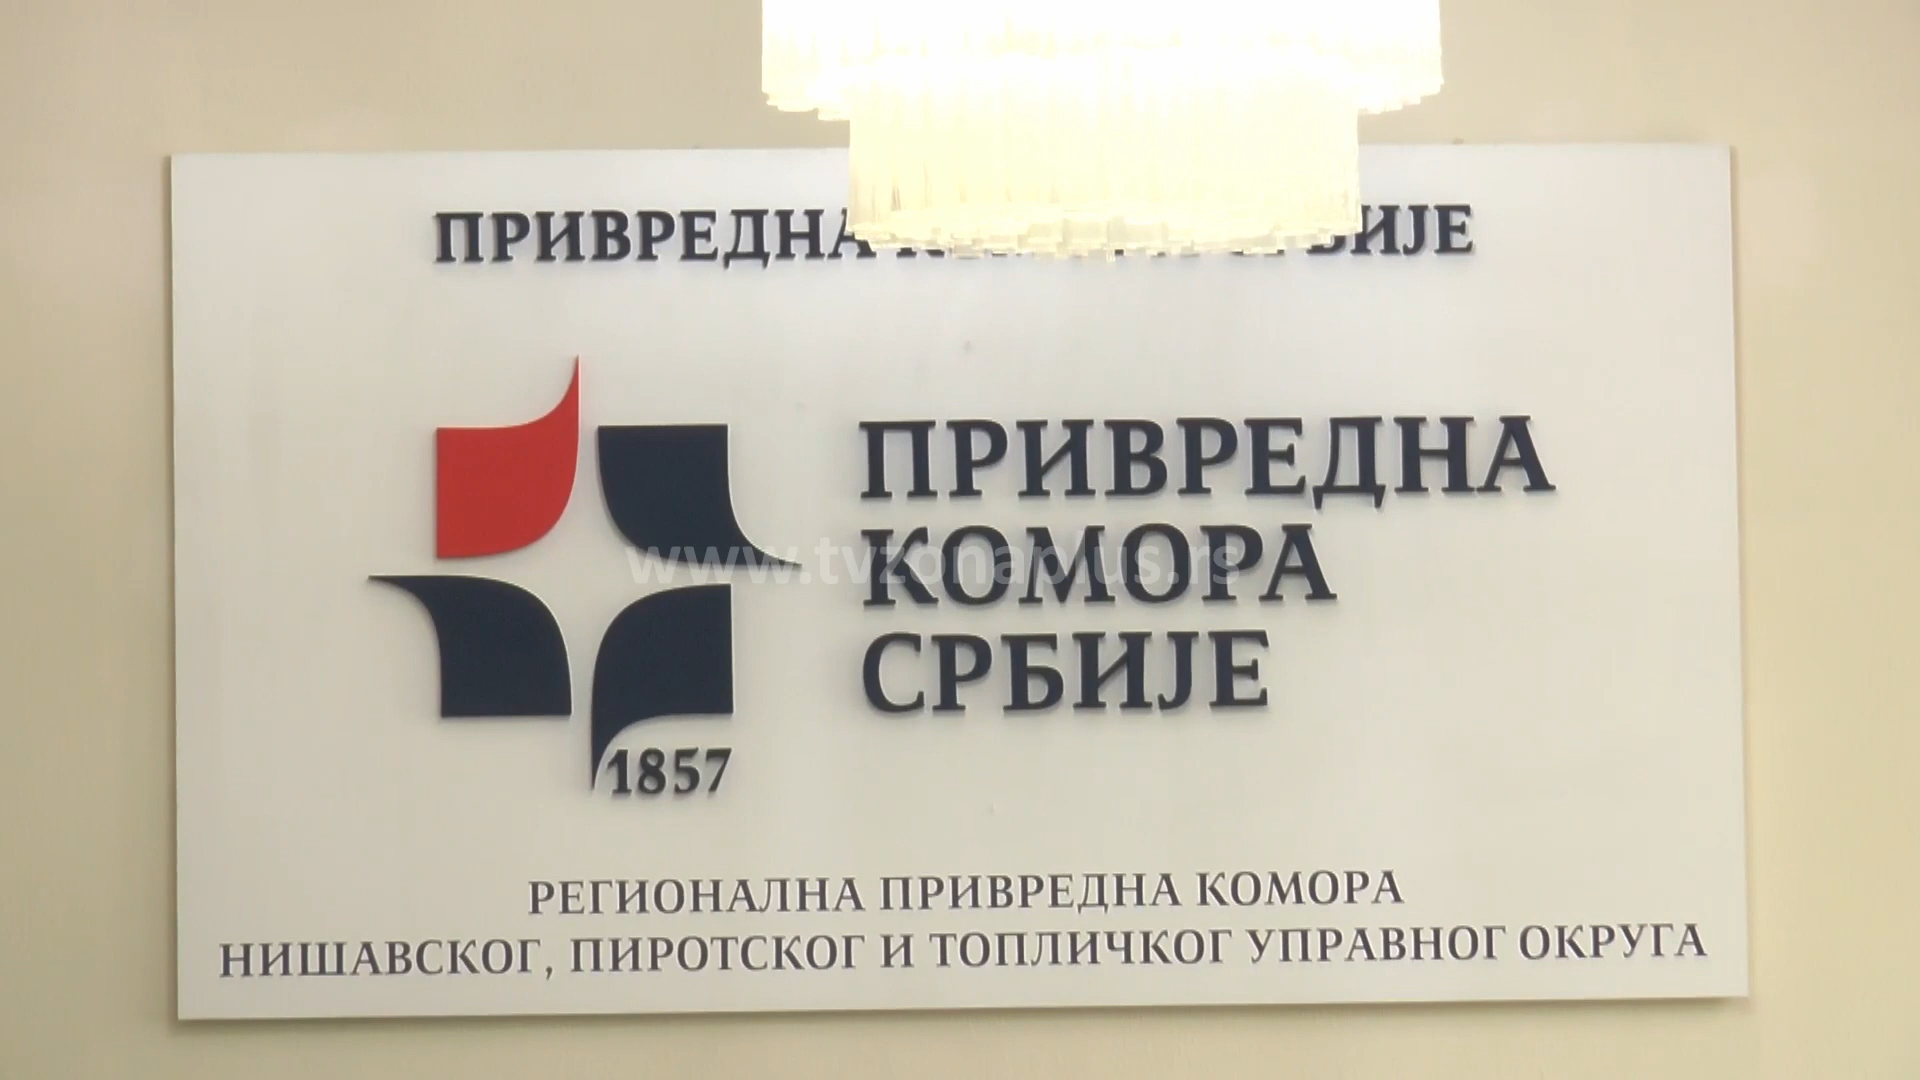 ПРИВРЕДНА
ПРИВРЕДНА
КОМОРА
www.tvzonaplus.rs
СРБИЈЕ
1857
РЕГИОНАЛНА ПРИВРЕДНА КОМОРА
НИШАВСКОГ, ПИРОТСКОГ И ТОПЛИЧКОГ УПРАВНОГ ОКРУГА